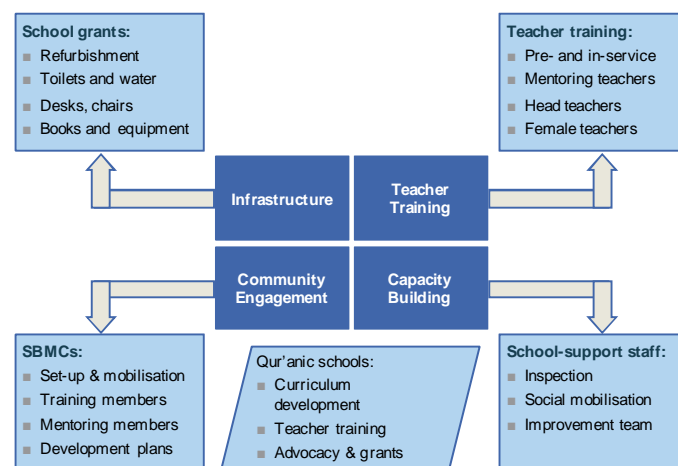 School grants:
■ Refurbishment
■ Toilets and water
■ Desks, chairs
■ Books and equipment
Teacher training:
■ Pre- and in-service
■ Mentoring teachers
■ Head teachers
■ Female teachers
Infrastructure
Teacher
Training
Community
Engagement
Capacity
Building
SBMCs:
■ Set-up & mobilisation
■ Training members
■ Mentoring members
■ Development plans
Qur'anic schools:
■ Curriculum
development
■ Teacher training
■ Advocacy & grants
School-support staff:
■ Inspection
■ Social mobilisation
■ Improvement team